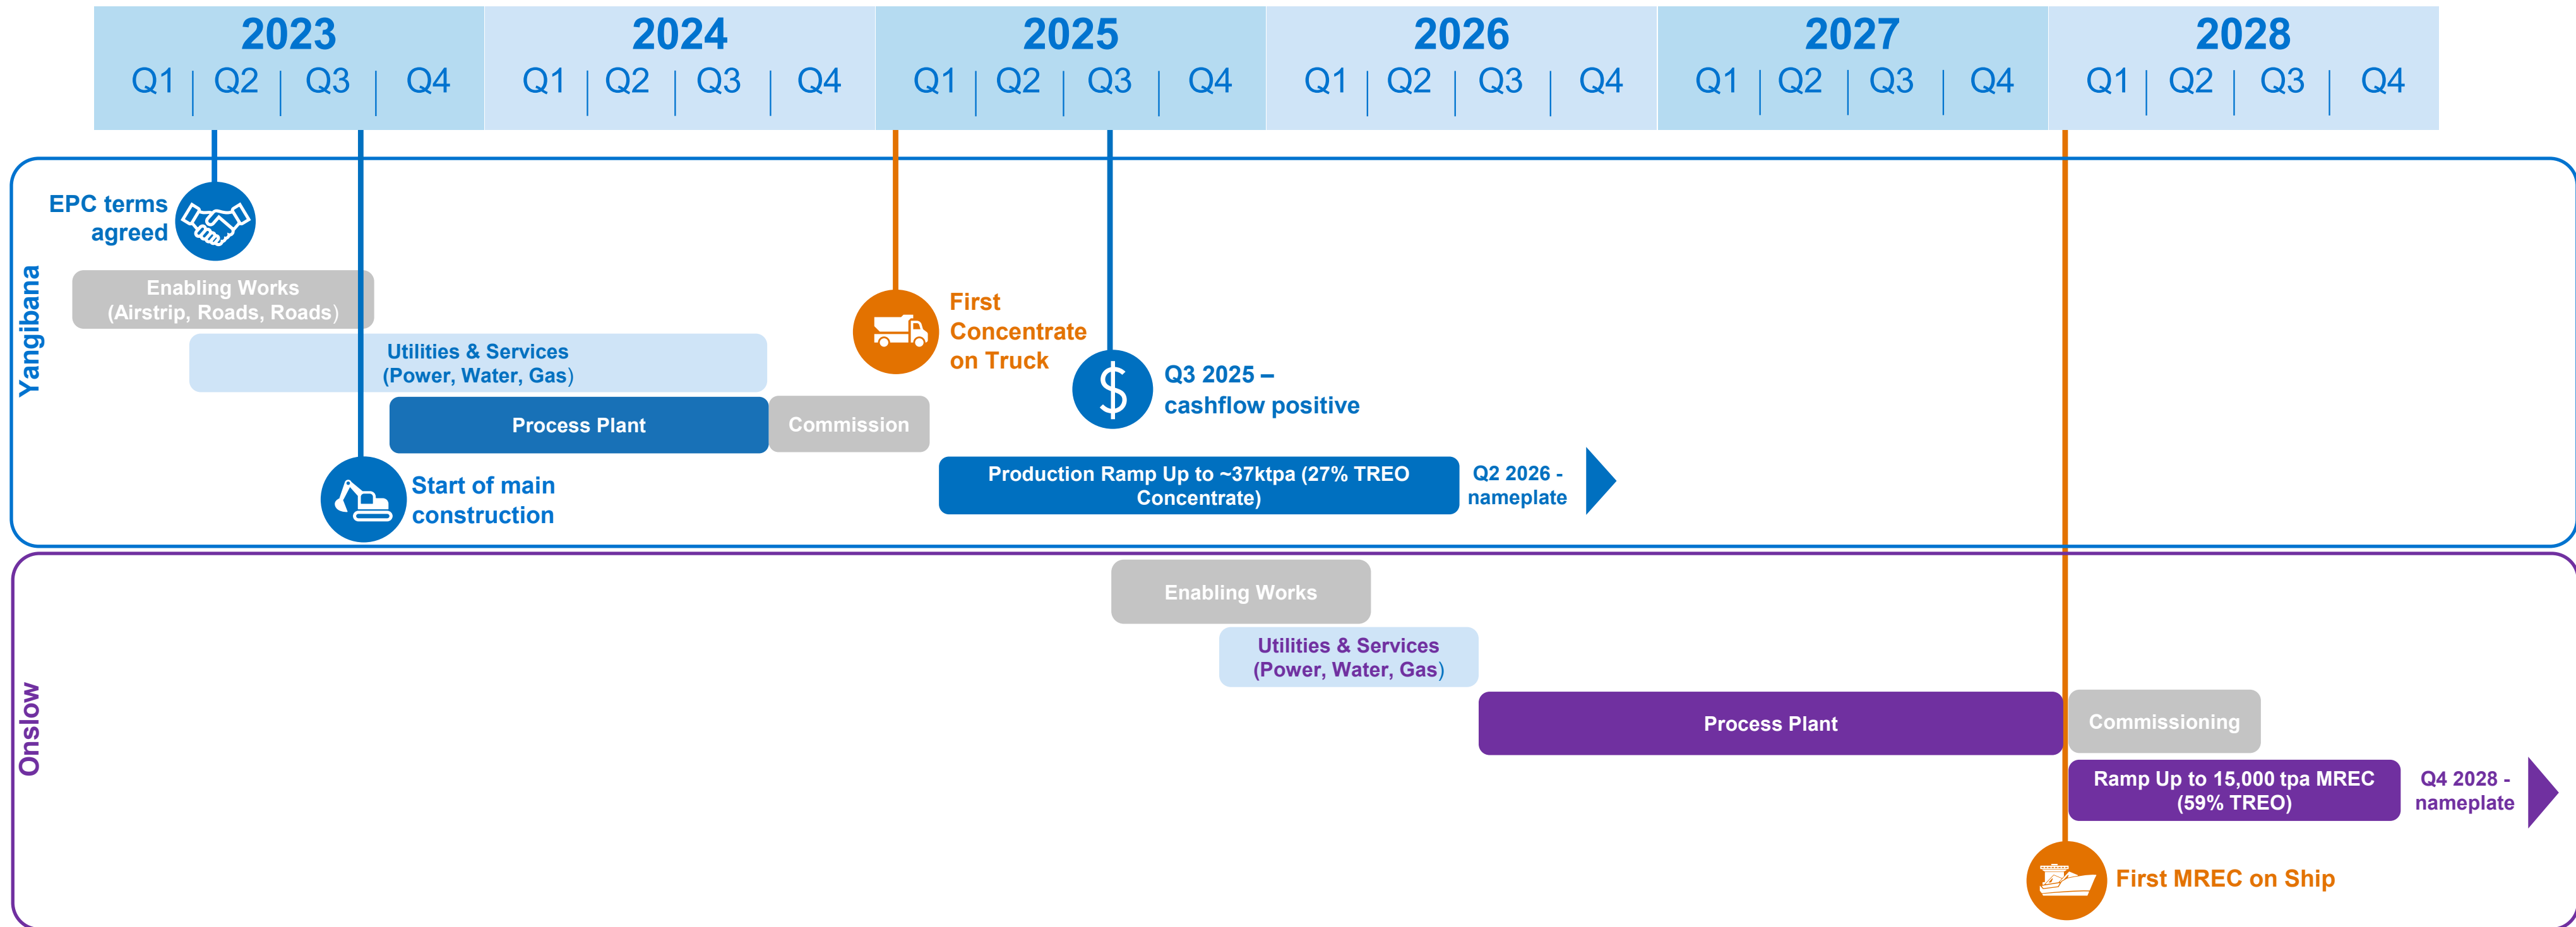 2023 2024 2025 2026 2027 2028
Q1 Q2 Q3 Q4 Q1 Q2 Q3 Q4 Q1 Q2 Q3 Q4 Q1 Q2 Q3 Q4 Q1 Q2 Q3 Q4 Q1 Q2 Q3 Q4
Yangibana
EPC terms
agreed
Enabling Works
(Airstrip, Roads, Roads)
Utilities & Services
(Power, Water, Gas)
Process Plant
Commission
Start of main
construction
First
Concentrate
on Truck
$
Q3 2025 –
cashflow positive
Production Ramp Up to ~37ktpa (27% TREO
Concentrate)
Q2 2026 -
nameplate
Onslow
Enabling Works
Utilities & Services
(Power, Water, Gas)
Process Plant
Commissioning
Ramp Up to 15,000 tpa MREC
(59% TREO)
Q4 2028 -
nameplate
First MREC on Ship